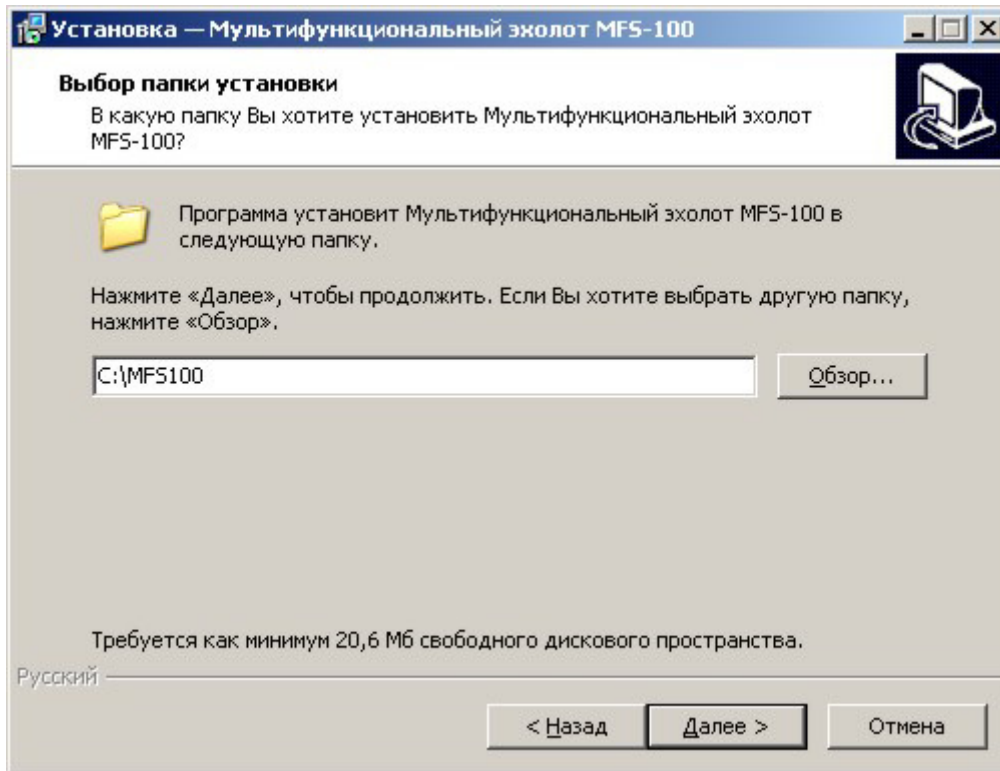 Установка — Мультифункциональный эхолот MFS-100
Выбор папки установки
В какую папку Вы хотите установить Мультифункциональный эхолот
MFS-100?
Программа установит Мультифункциональный эхолот MFS-100 в
следующую папку.
Нажмите «Далее», чтобы продолжить. Если Вы хотите выбрать другую папку,
нажмите «Обзор».
C:\MFS100
Обзор...
Требуется как минимум 20,6 Мб свободного дискового пространства.
Русский
< Назад
Далее >
Отмена